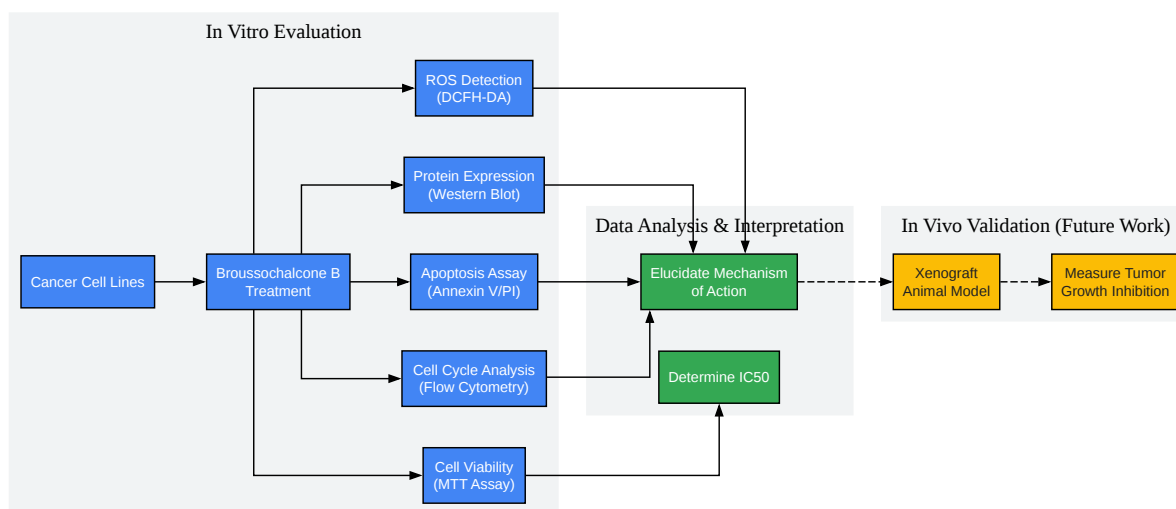 In Vitro Evaluation
ROS Detection
(DCFH-DA)
Protein Expression
(Western Blot)
Data Analysis & Interpretation
In Vivo Validation (Future Work)
Cancer Cell Lines
Broussochalcone B
Treatment
Apoptosis Assay
(Annexin V/PI)
Elucidate Mechanism
of Action
Xenograft
Animal Model
Measure Tumor
Growth Inhibition
Cell Cycle Analysis
(Flow Cytometry)
Determine IC50
Cell Viability
(MTT Assay)